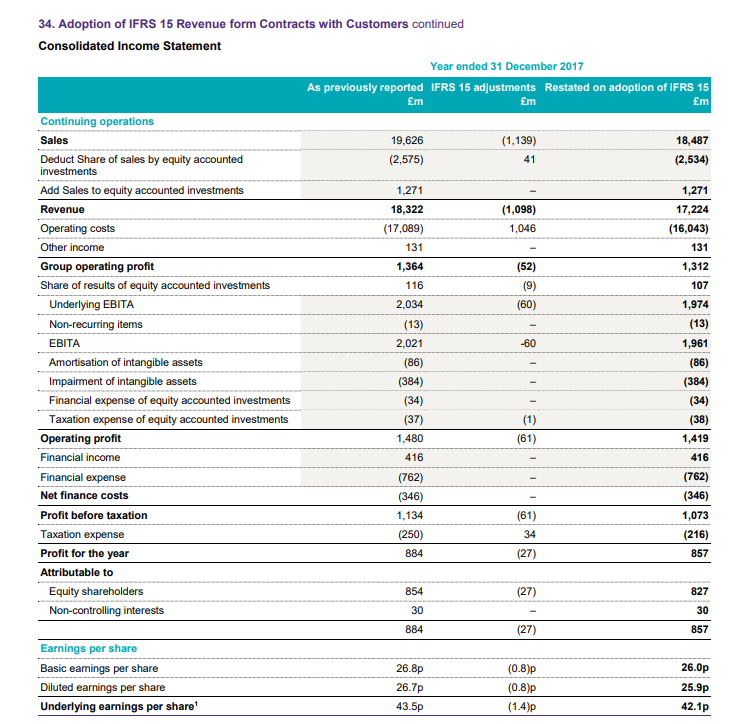 34. Adoption of IFRS 15 Revenue form Contracts with Customers continued
Consolidated Income Statement
Year ended 31 December 2017
As previously reported IFRS 15 adjustments Restated on adoption of IFRS 15
£m £m £m
Continuing operations
Sales 19,626 (1,139) 18,487
Deduct Share of sales by equity accounted (2,575) 41 (2,534)
investments
Add Sales to equity accounted investments 1,271 – 1,271
Revenue 18,322 (1,098) 17,224
Operating costs (17,089) 1,046 (16,043)
Other income 131 – 131
Group operating profit 1,364 (52) 1,312
Share of results of equity accounted investments 116 (9) 107
Underlying EBITA 2,034 (60) 1,974
Non-recurring items (13) – (13)
EBITA 2,021 -60 1,961
Amortisation of intangible assets (86) – (86)
Impairment of intangible assets (384) – (384)
Financial expense of equity accounted investments (34) – (34)
Taxation expense of equity accounted investments (37) (1) (38)
Operating profit 1,480 (61) 1,419
Financial income 416 – 416
Financial expense (762) – (762)
Net finance costs (346) – (346)
Profit before taxation 1,134 (61) 1,073
Taxation expense (250) 34 (216)
Profit for the year 884 (27) 857
Attributable to
Equity shareholders 854 (27) 827
Non-controlling interests 30 – 30
884 (27) 857
Earnings per share
Basic earnings per share 26.8p (0.8)p 26.0p
Diluted earnings per share 26.7p (0.8)p 25.9p
Underlying earnings per share¹ 43.5p (1.4)p 42.1p